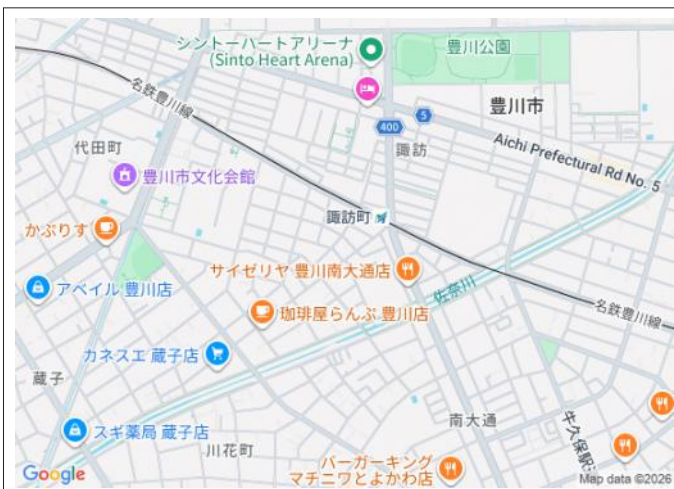 シントーハートアリーナ
(Sinto Heart Arena)
豊川公園
豊川市
名鉄豊川線
5
400
代田町
諏訪
Aichi Prefectural Rd No. 5
豊川市文化会館
諏訪町
かぶりす
サイゼリヤ 豊川南大通店
アベイル 豊川店
佐奈川
珈琲屋らんぷ 豊川店
名鉄豊川線
カネスエ 蔵子店
蔵子
南大通
スギ薬局 蔵子店
川花町
牛久保駅
バーガーキング
マチニワとよかわ店
Google
Map data ©2026